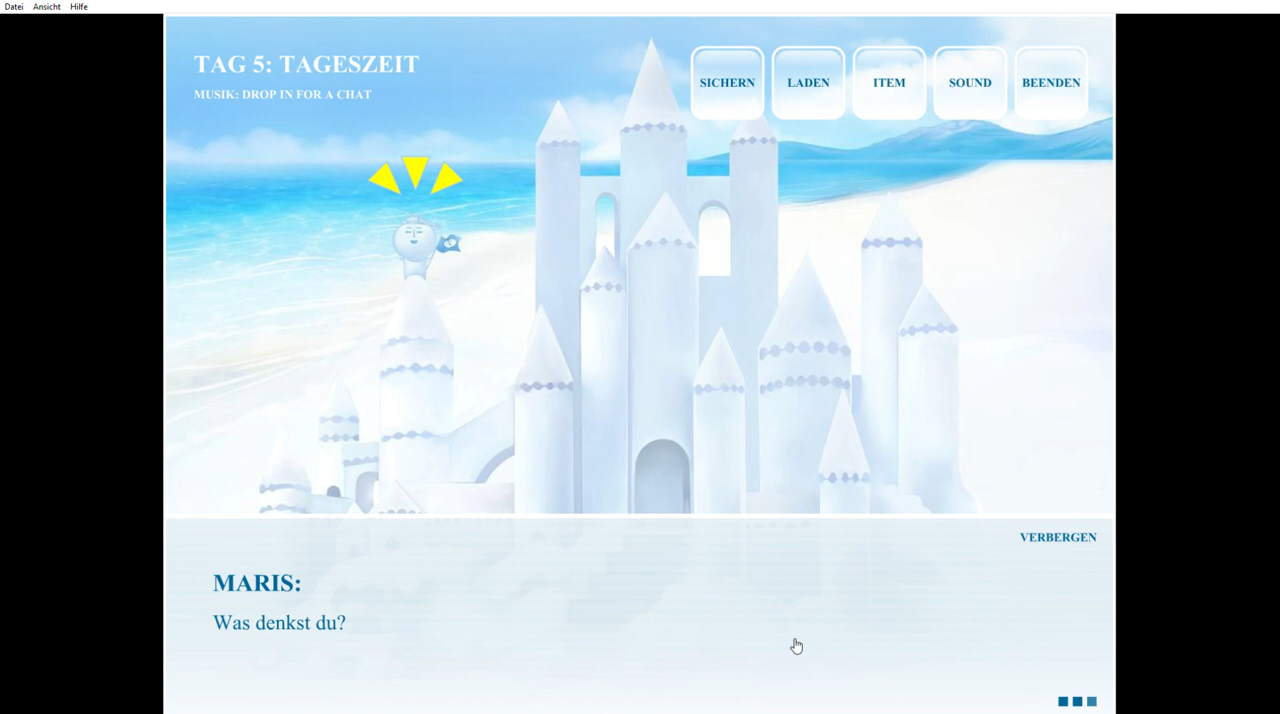 Datei Ansicht Hilfe
TAG 5: TAGESZEIT
MUSIK: DROP IN FOR A CHAT
SICHERN LADEN ITEM SOUND BEENDEN
VERBERGEN
MARIS:
Was denkst du?